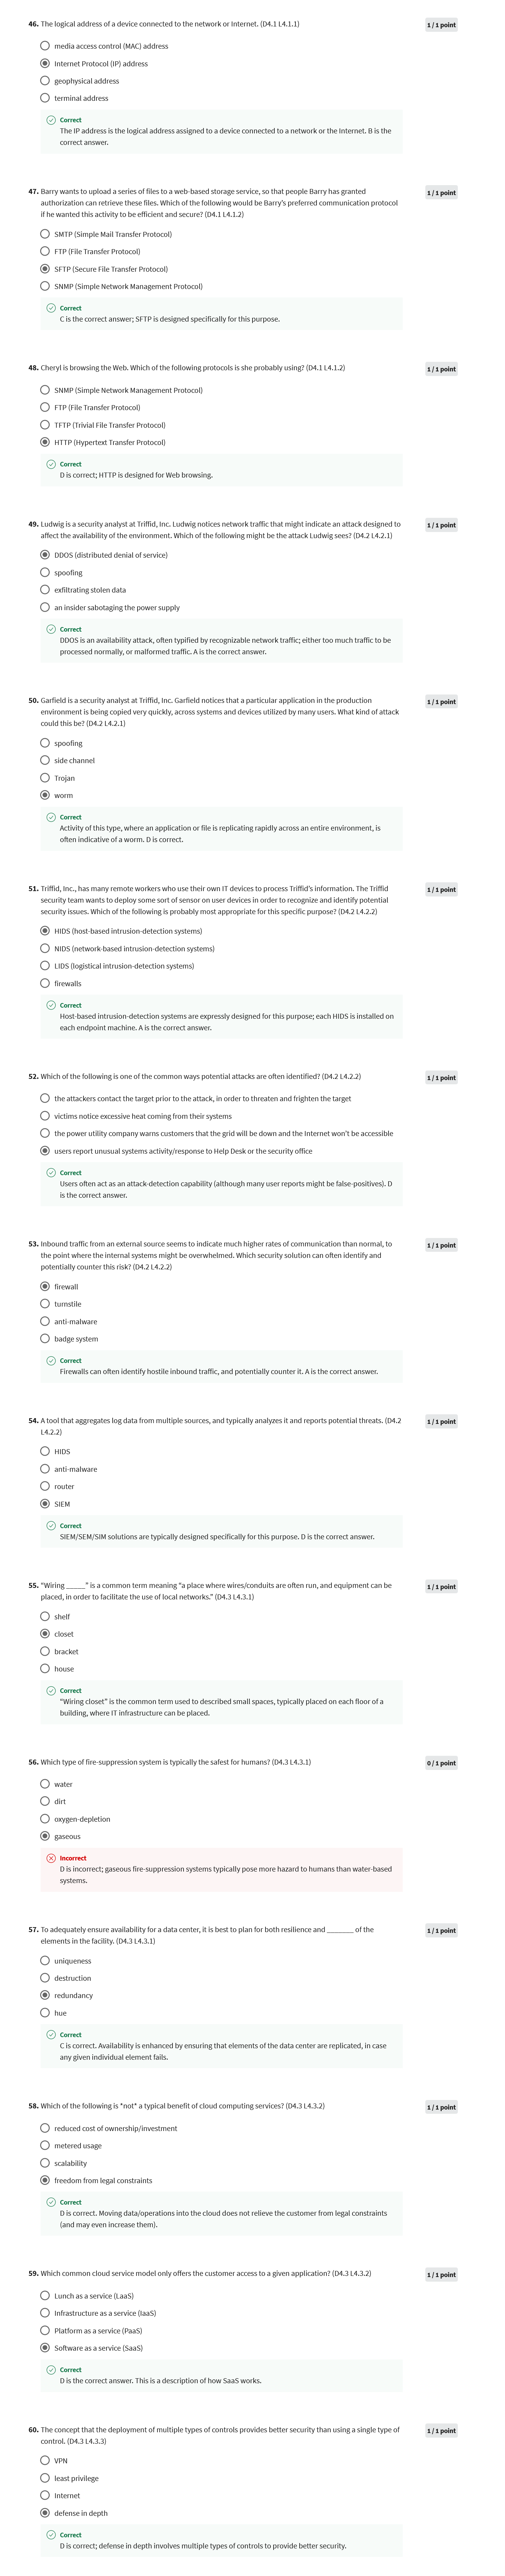 46. The logical address of a device connected to the network or Internet. (D4.1 L4.1.1)
1 / 1 point
media access control (MAC) address
Internet Protocol (IP) address
geophysical address
terminal address
Correct
The IP address is the logical address assigned to a device connected to a network or the Internet. B is the
correct answer.
47. Barry wants to upload a series of files to a web-based storage service, so that people Barry has granted
authorization can retrieve these files. Which of the following would be Barry's preferred communication protocol
if he wanted this activity to be efficient and secure? (D4.1 L4.1.2)
1 / 1 point
SMTP (Simple Mail Transfer Protocol)
FTP (File Transfer Protocol)
SFTP (Secure File Transfer Protocol)
SNMP (Simple Network Management Protocol)
Correct
C is the correct answer; SFTP is designed specifically for this purpose.
48. Cheryl is browsing the Web. Which of the following protocols is she probably using? (D4.1 L4.1.2)
1 / 1 point
SNMP (Simple Network Management Protocol)
FTP (File Transfer Protocol)
TFTP (Trivial File Transfer Protocol)
HTTP (Hypertext Transfer Protocol)
Correct
D is correct; HTTP is designed for Web browsing.
49. Ludwig is a security analyst at Triffid, Inc. Ludwig notices network traffic that might indicate an attack designed to
affect the availability of the environment. Which of the following might be the attack Ludwig sees? (D4.2 L4.2.1)
1 / 1 point
DDOS (distributed denial of service)
spoofing
exfiltrating stolen data
an insider sabotaging the power supply
Correct
DDOS is an availability attack, often typified by recognizable network traffic; either too much traffic to be
processed normally, or malformed traffic. A is the correct answer.
50. Garfield is a security analyst at Triffid, Inc. Garfield notices that a particular application in the production
environment is being copied very quickly, across systems and devices utilized by many users. What kind of attack
could this be? (D4.2 L4.2.1)
1 / 1 point
spoofing
side channel
Trojan
worm
Correct
Activity of this type, where an application or file is replicating rapidly across an entire environment, is
often indicative of a worm. D is correct.
51. Triffid, Inc., has many remote workers who use their own IT devices to process Triffid's information. The Triffid
security team wants to deploy some sort of sensor on user devices in order to recognize and identify potential
security issues. Which of the following is probably most appropriate for this specific purpose? (D4.2 L4.2.2)
1 / 1 point
HIDS (host-based intrusion-detection systems)
NIDS (network-based intrusion-detection systems)
LIDS (logistical intrusion-detection systems)
firewalls
Correct
Host-based intrusion-detection systems are expressly designed for this purpose; each HIDS is installed on
each endpoint machine. A is the correct answer.
52. Which of the following is one of the common ways potential attacks are often identified? (D4.2 L4.2.2)
1 / 1 point
the attackers contact the target prior to the attack, in order to threaten and frighten the target
victims notice excessive heat coming from their systems
the power utility company warns customers that the grid will be down and the Internet won't be accessible
users report unusual systems activity/response to Help Desk or the security office
Correct
Users often act as an attack-detection capability (although many user reports might be false-positives). D
is the correct answer.
53. Inbound traffic from an external source seems to indicate much higher rates of communication than normal, to
the point where the internal systems might be overwhelmed. Which security solution can often identify and
potentially counter this risk? (D4.2 L4.2.2)
1 / 1 point
firewall
turnstile
anti-malware
badge system
Correct
Firewalls can often identify hostile inbound traffic, and potentially counter it. A is the correct answer.
54. A tool that aggregates log data from multiple sources, and typically analyzes it and reports potential threats. (D4.2
L4.2.2)
1 / 1 point
HIDS
anti-malware
router
SIEM
Correct
SIEM/SEM/SIM solutions are typically designed specifically for this purpose. D is the correct answer.
55. "Wiring _____" is a common term meaning "a place where wires/conduits are often run, and equipment can be
placed, in order to facilitate the use of local networks." (D4.3 L4.3.1)
1 / 1 point
shelf
closet
bracket
house
Correct
"Wiring closet" is the common term used to described small spaces, typically placed on each floor of a
building, where IT infrastructure can be placed.
56. Which type of fire-suppression system is typically the safest for humans? (D4.3 L4.3.1)
0 / 1 point
water
dirt
oxygen-depletion
gaseous
Incorrect
D is incorrect; gaseous fire-suppression systems typically pose more hazard to humans than water-based
systems.
57. To adequately ensure availability for a data center, it is best to plan for both resilience and _______ of the
elements in the facility. (D4.3 L4.3.1)
1 / 1 point
uniqueness
destruction
redundancy
hue
Correct
C is correct. Availability is enhanced by ensuring that elements of the data center are replicated, in case
any given individual element fails.
58. Which of the following is *not* a typical benefit of cloud computing services? (D4.3 L4.3.2)
1 / 1 point
reduced cost of ownership/investment
metered usage
scalability
freedom from legal constraints
Correct
D is correct. Moving data/operations into the cloud does not relieve the customer from legal constraints
(and may even increase them).
59. Which common cloud service model only offers the customer access to a given application? (D4.3 L4.3.2)
1 / 1 point
Lunch as a service (LaaS)
Infrastructure as a service (IaaS)
Platform as a service (PaaS)
Software as a service (SaaS)
Correct
D is the correct answer. This is a description of how SaaS works.
60. The concept that the deployment of multiple types of controls provides better security than using a single type of
control. (D4.3 L4.3.3)
1 / 1 point
VPN
least privilege
Internet
defense in depth
Correct
D is correct; defense in depth involves multiple types of controls to provide better security.